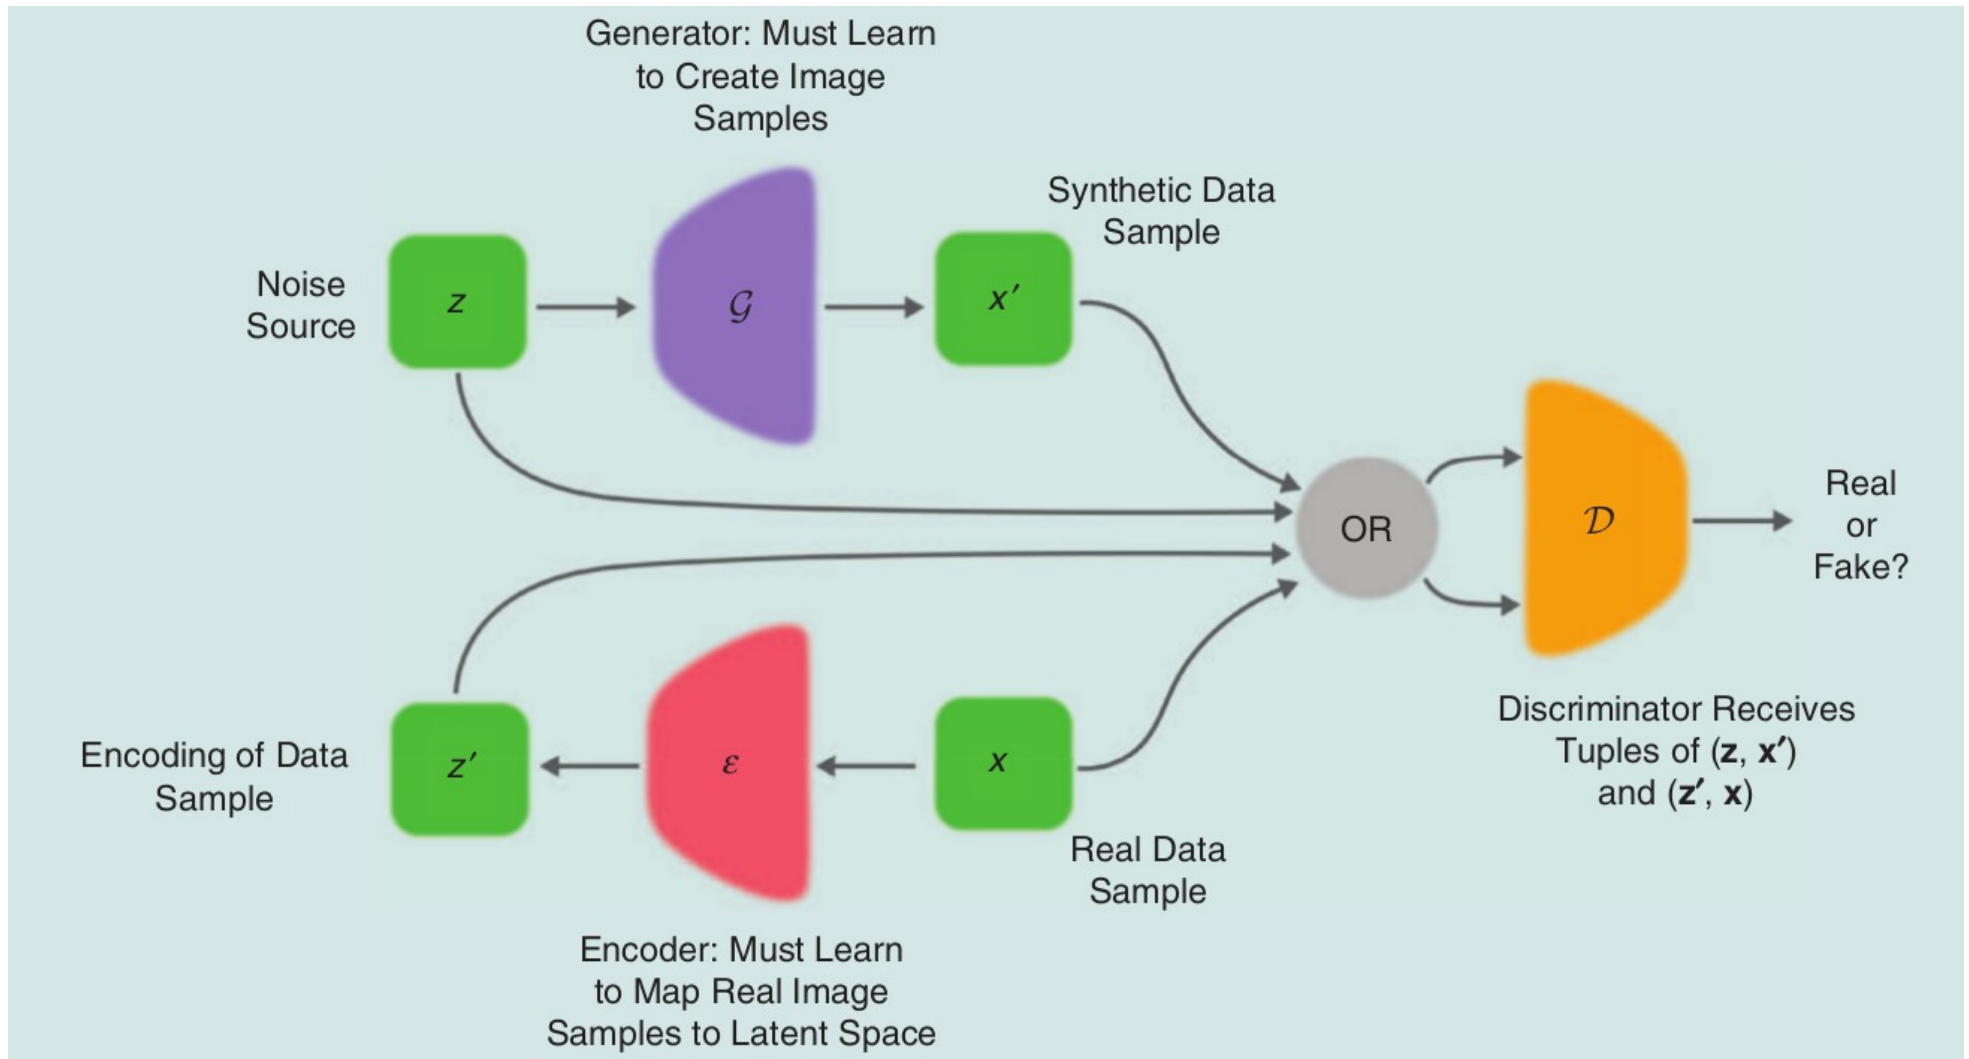 Generator: Must Learn
to Create Image
Samples
Synthetic Data
Sample
Noise
Source
z
𝒢
x′
OR
𝒟
Real
or
Fake?
Discriminator Receives
Tuples of (z, x′)
and (z′, x)
Encoding of Data
Sample
z′
ε
x
Real Data
Sample
Encoder: Must Learn
to Map Real Image
Samples to Latent Space